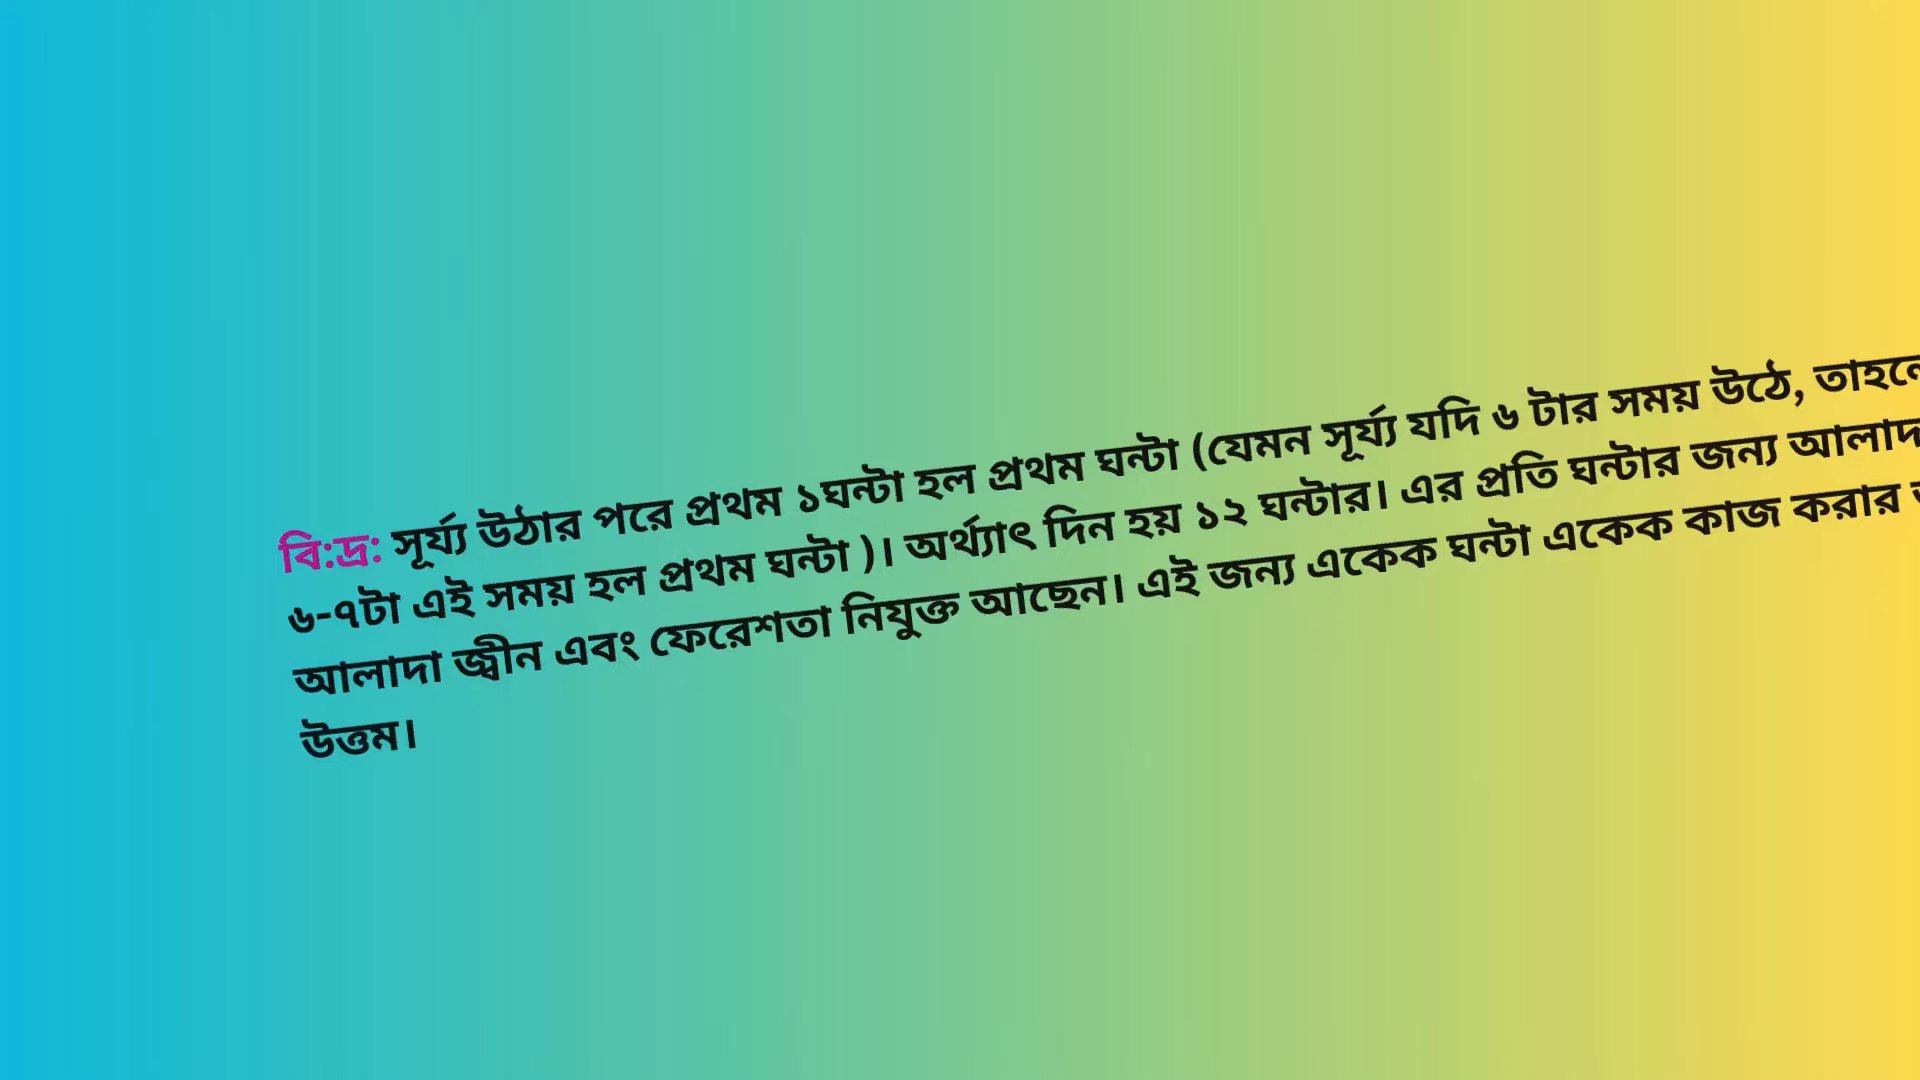 বি:দ্র: সূর্য্য উঠার পরে প্রথম ১ঘন্টা হল প্রথম ঘন্টা (যেমন সূর্য্য যদি ৬ টার সময় উঠে, তাহলে
৬-৭টা এই সময় হল প্রথম ঘন্টা )। অর্থ্যাৎ দিন হয় ১২ ঘন্টার। এর প্রতি ঘন্টার জন্য আলাদা
আলাদা জ্বীন এবং ফেরেশতা নিযুক্ত আছেন। এই জন্য একেক ঘন্টা একেক কাজ করার
উত্তম।